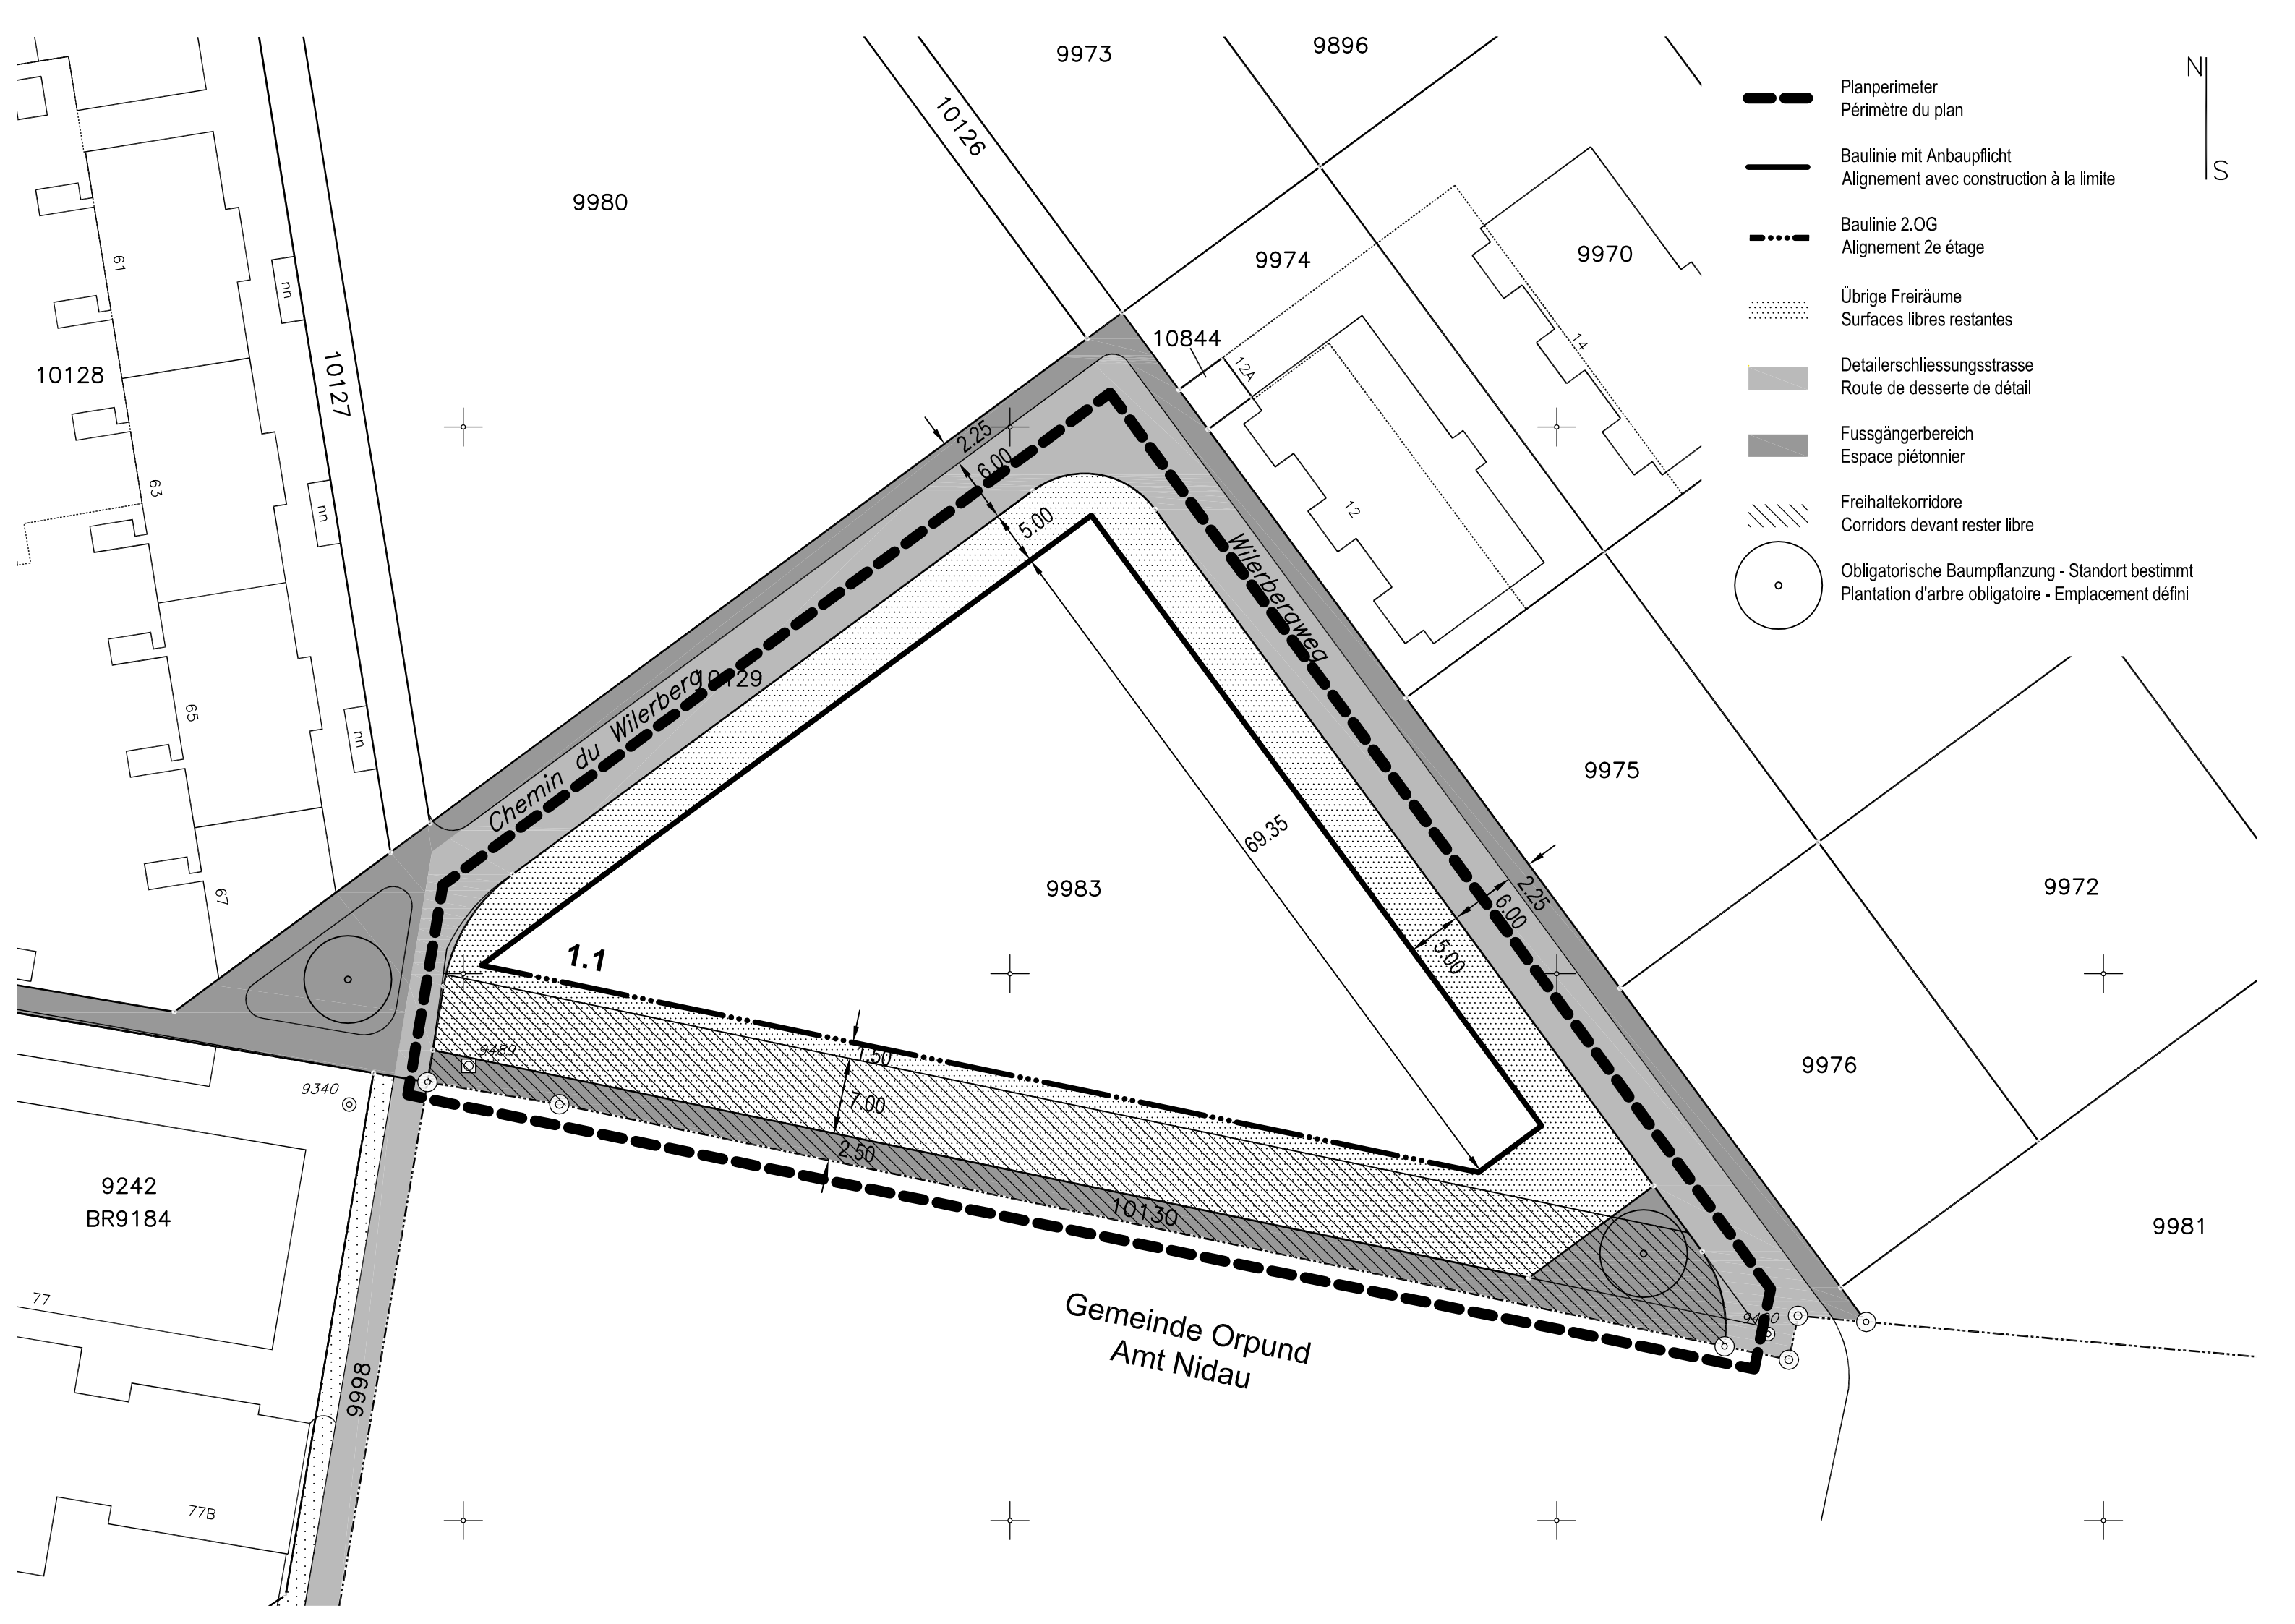 9973
9896
N
S
Planperimeter
Périmètre du plan
Baulinie mit Anbaupflicht
Alignement avec construction à la limite
Baulinie 2.OG
Alignement 2e étage
Übrige Freiräume
Surfaces libres restantes
Detailerschliessungsstrasse
Route de desserte de détail
Fussgängerbereich
Espace piétonnier
Freihaltekorridore
Corridors devant rester libre
Obligatorische Baumpflanzung - Standort bestimmt
Plantation d'arbre obligatoire - Emplacement défini
10126
9980
9974
9970
61
nn
10844
12A
14
10128
10127
2.25
6.00
5.00
63
nn
12
Wilerbergweg
10129
Chemin du Wilerberg
65
nn
69.35
9975
67
9983
2.25
6.00
5.00
9972
1.1
9489
1.50
9340
7.00
9976
2.50
9242
BR9184
10130
9981
77
Gemeinde Orpund
Amt Nidau
9998
77B